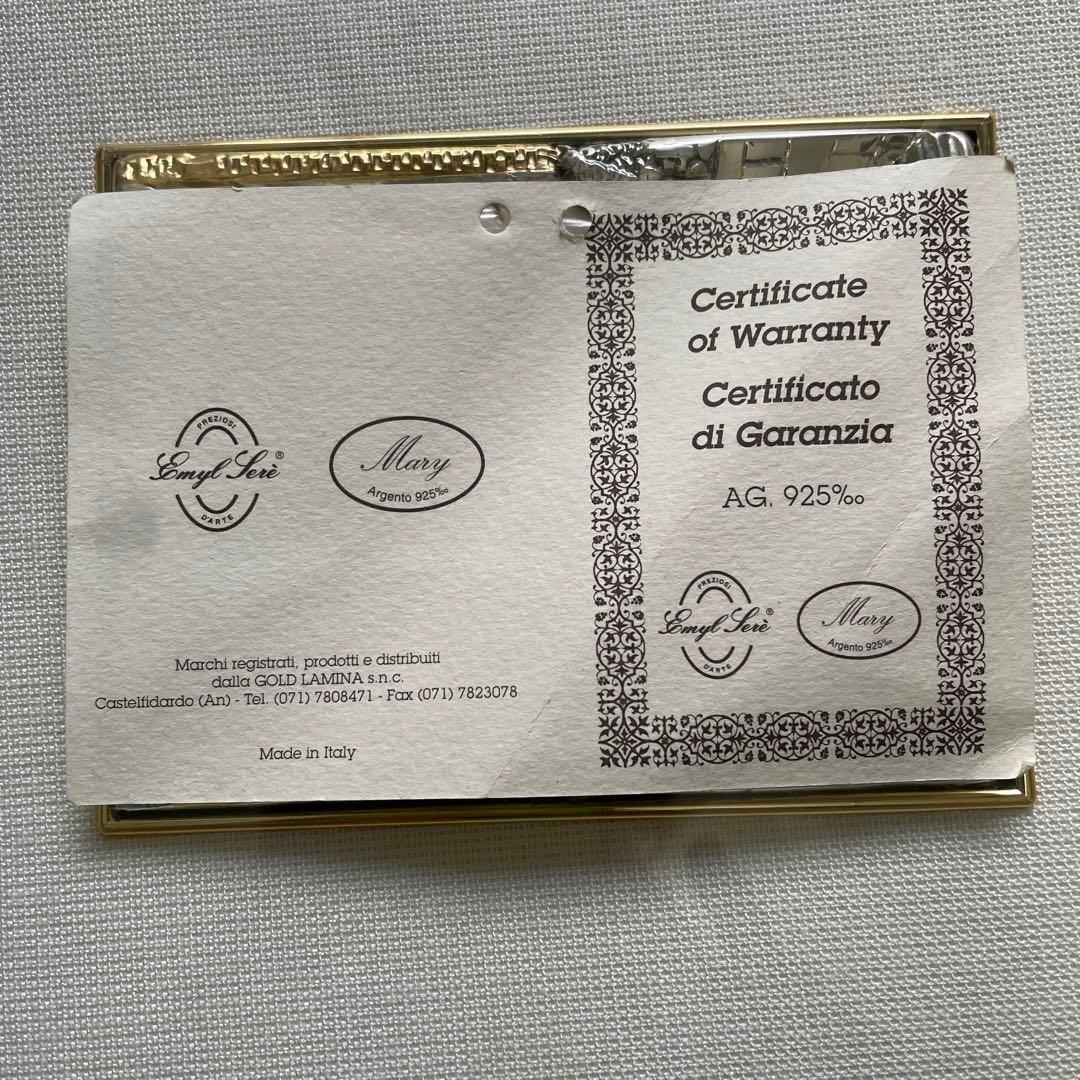 PREZIOSI
Emyl Serè®
D'ARTE
Mary
Argento 925‰
Marchi registrati, prodotti e distribuiti
dalla GOLD LAMINA s.n.c.
Castelfidardo (An) - Tel. (071) 7808471 - Fax (071) 7823078
Made in Italy
Certificate
of Warranty
Certificato
di Garanzia
AG. 925‰
PREZIOSI
Emyl Serè®
D'ARTE
Mary
Argento 925‰